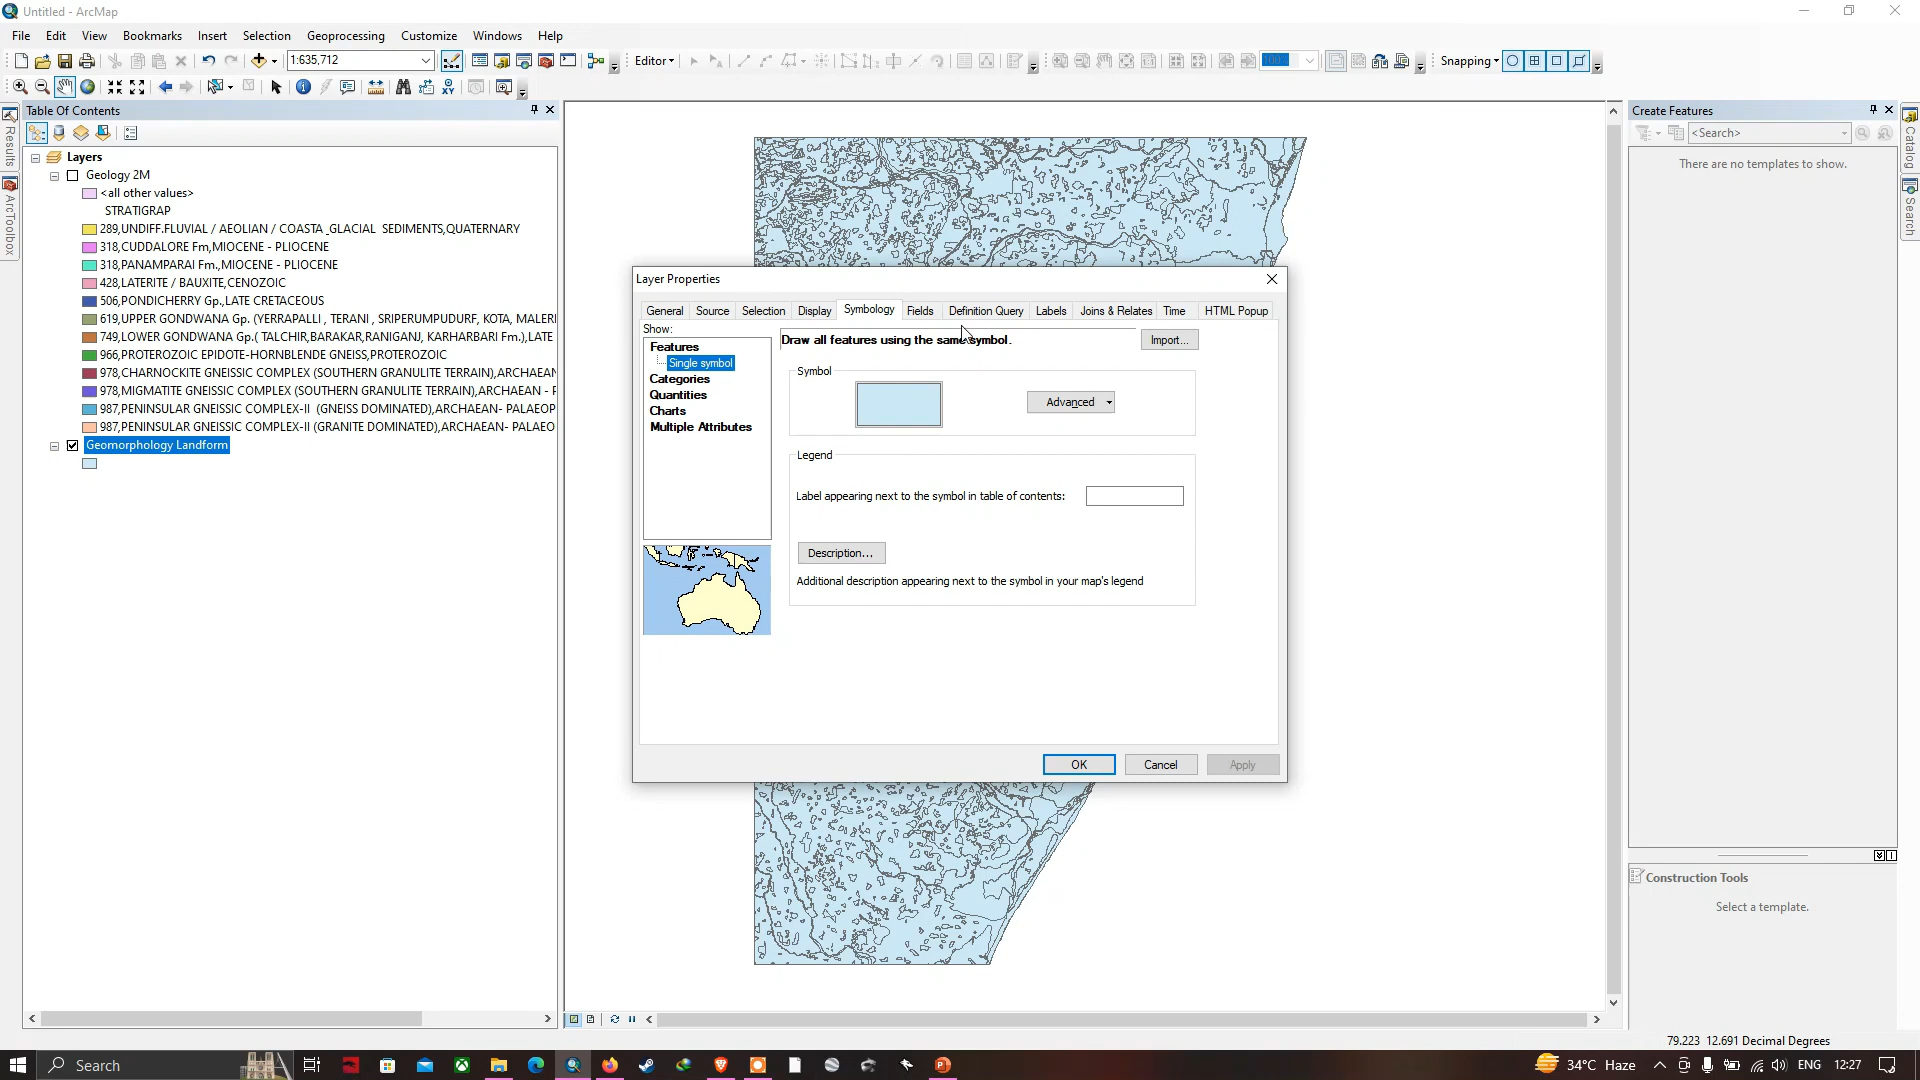 Untitled - ArcMap
File Edit View Bookmarks Insert Selection Geoprocessing Customize Windows Help
1:635,712
Editor
100%
Snapping
Table Of Contents
Results
ArcToolbox
Layers
Geology 2M
<all other values>
STRATIGRAP
289,UNDIFF.FLUVIAL / AEOLIAN / COASTA ,GLACIAL SEDIMENTS,QUATERNARY
318,CUDDALORE Fm,MIOCENE - PLIOCENE
318,PANAMPARAI Fm.,MIOCENE - PLIOCENE
428,LATERITE / BAUXITE,CENOZOIC
506,PONDICHERRY Gp.,LATE CRETACEOUS
619,UPPER GONDWANA Gp. (YERRAPALLI , TERANI , SRIPERUMPUDURF, KOTA, MALERI
749,LOWER GONDWANA Gp.( TALCHIR,BARAKAR,RANIGANJ, KARHARBARI Fm.),LATE
966,PROTEROZOIC EPIDOTE-HORNBLENDE GNEISS,PROTEROZOIC
978,CHARNOCKITE GNEISSIC COMPLEX (SOUTHERN GRANULITE TERRAIN),ARCHAEAN
978,MIGMATITE GNEISSIC COMPLEX (SOUTHERN GRANULITE TERRAIN),ARCHAEAN - F
987,PENINSULAR GNEISSIC COMPLEX-II (GNEISS DOMINATED),ARCHAEAN- PALAEOP
987,PENINSULAR GNEISSIC COMPLEX-II (GRANITE DOMINATED),ARCHAEAN- PALAEO
Geomorphology Landform
Layer Properties
General Source Selection Display Symbology Fields Definition Query Labels Joins & Relates Time HTML Popup
Show:
Features
Single symbol
Categories
Quantities
Charts
Multiple Attributes
Draw all features using the same symbol.
Import...
Symbol
Advanced
Legend
Label appearing next to the symbol in table of contents:
Description...
Additional description appearing next to the symbol in your map's legend
OK
Cancel
Apply
Create Features
<Search>
There are no templates to show.
Construction Tools
Select a template.
Catalog
Search
79.223 12.691 Decimal Degrees
Search
34°C Haze
ENG
12:27